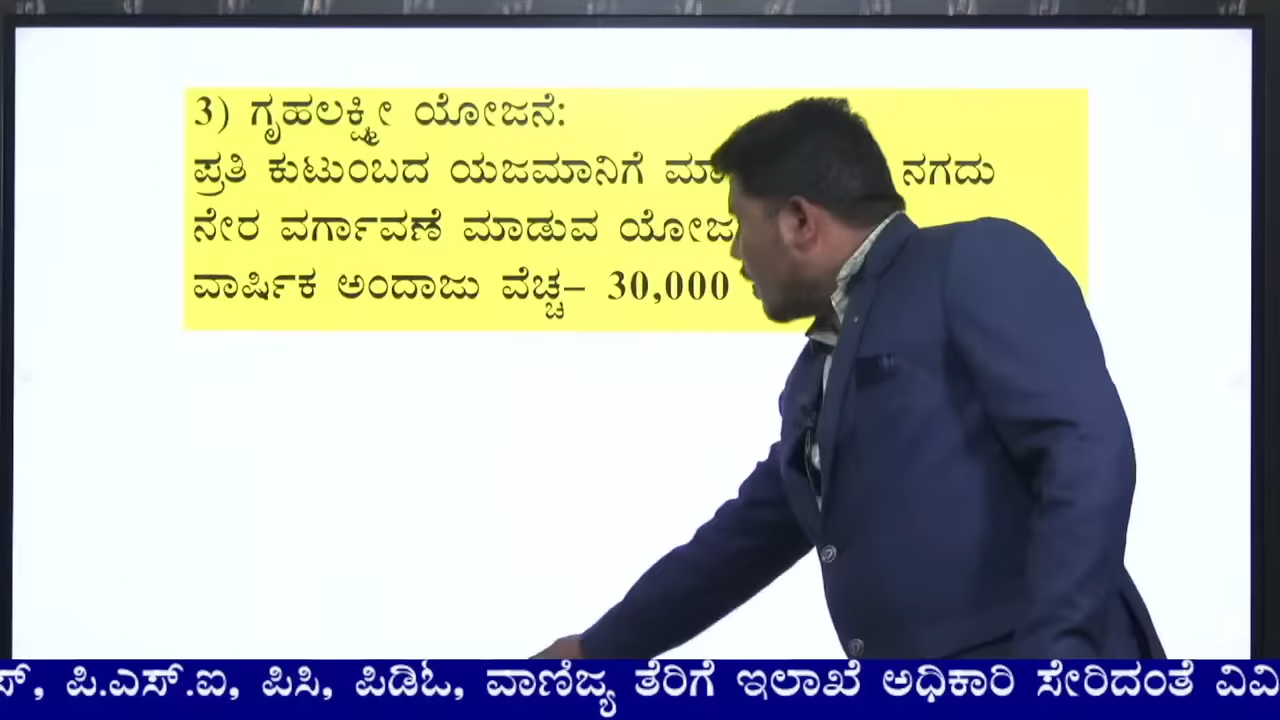 3) ಗೃಹಲಕ್ಷ್ಮೀ ಯೋಜನೆ:
ಪ್ರತಿ ಕುಟುಂಬದ ಯಜಮಾನಿಗೆ ನಗದು
ನೇರ ವರ್ಗಾವಣೆ ಮಾಡುವ
ವಾರ್ಷಿಕ ಅಂದಾಜು ವೆಚ್ಚ– 30,000
ಪಿ.ಎಸ್.ಐ, ಪಿಸಿ, ಪಿಡಿಓ, ವಾಣಿಜ್ಯ ತೆರಿಗೆ ಇಲಾಖೆ ಅಧಿಕಾರಿ ಸೇರಿದಂತೆ